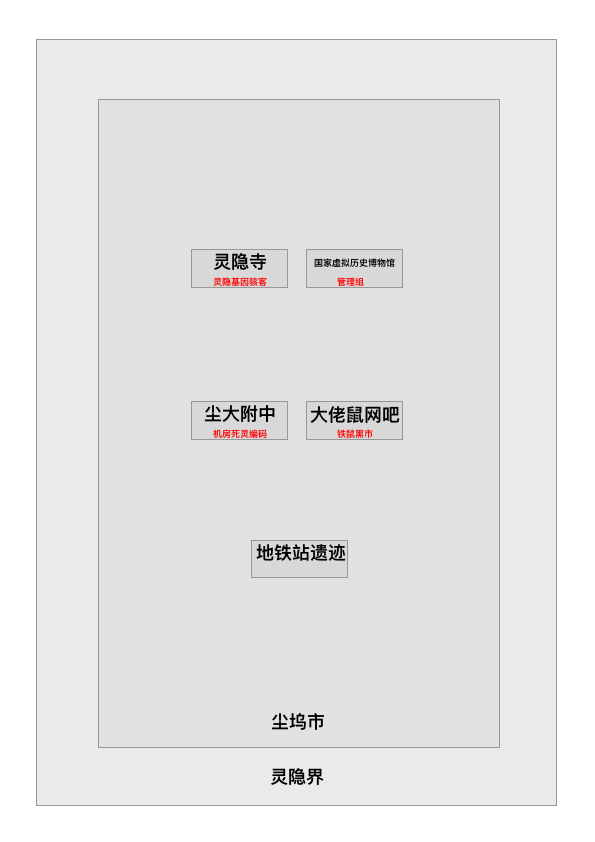 灵隐寺
灵隐基因骇客
国家虚拟历史博物馆
管理组
尘大附中
机房死灵编码
大佬鼠网吧
铁鼠黑市
地铁站遗迹
尘坞市
灵隐界